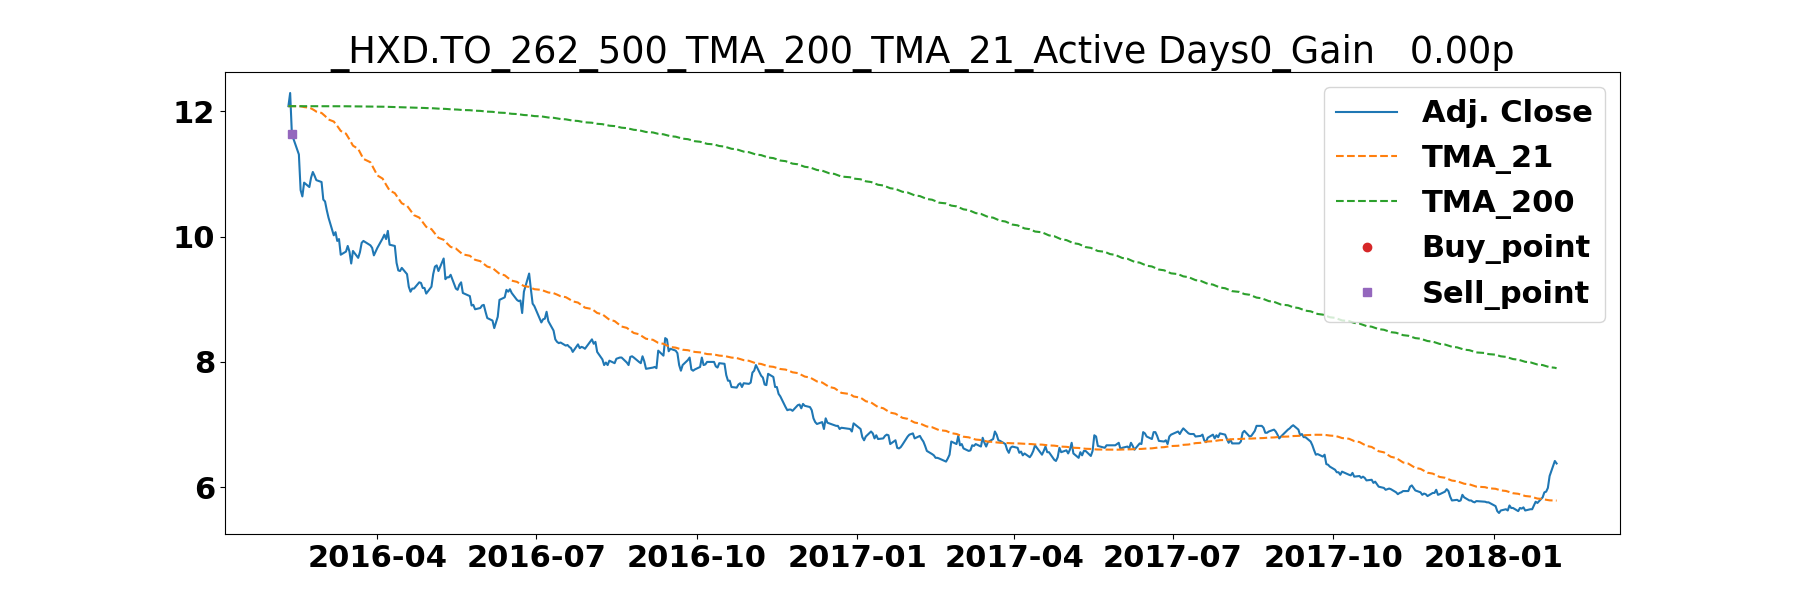 _HXD.TO_262_500_TMA_200_TMA_21_Active Days0_Gain   0.00p
12
10
8
6
Adj. Close
TMA_21
TMA_200
Buy_point
Sell_point
2016-04 2016-07 2016-10 2017-01 2017-04 2017-07 2017-10 2018-01